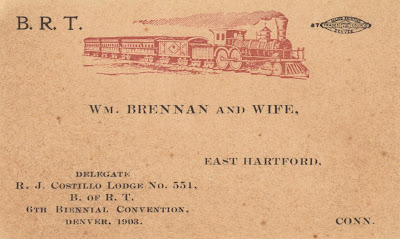 B. R. T.
Wm. Brennan and Wife,
East Hartford,
Delegate
R. J. Costillo Lodge No. 551,
B. of R. T.
6th Biennial Convention,
Denver, 1903.
Conn.